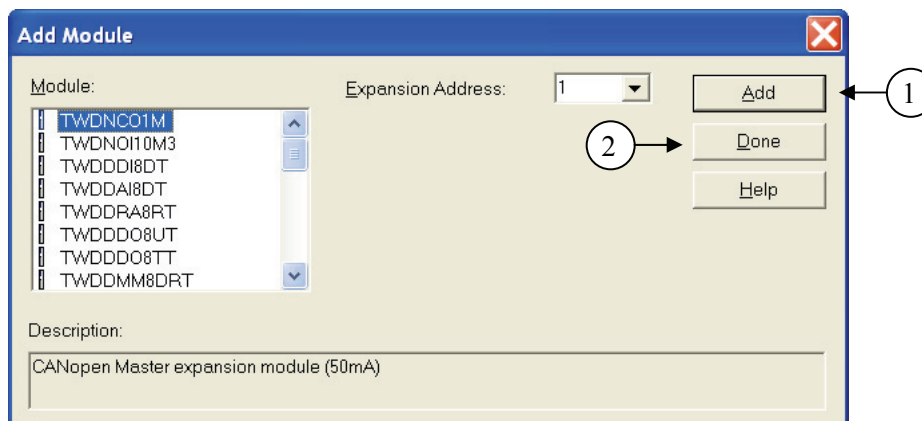 Add Module
Module:
Expansion Address: 1
Add
1
TWDNCO1M
TWDNOI10M3
TWDDDI8DT
TWDDAI8DT
TWDDRA8RT
TWDDDO8UT
TWDDDO8TT
TWDDMM8DRT
2
Done
Help
Description:
CANopen Master expansion module (50mA)